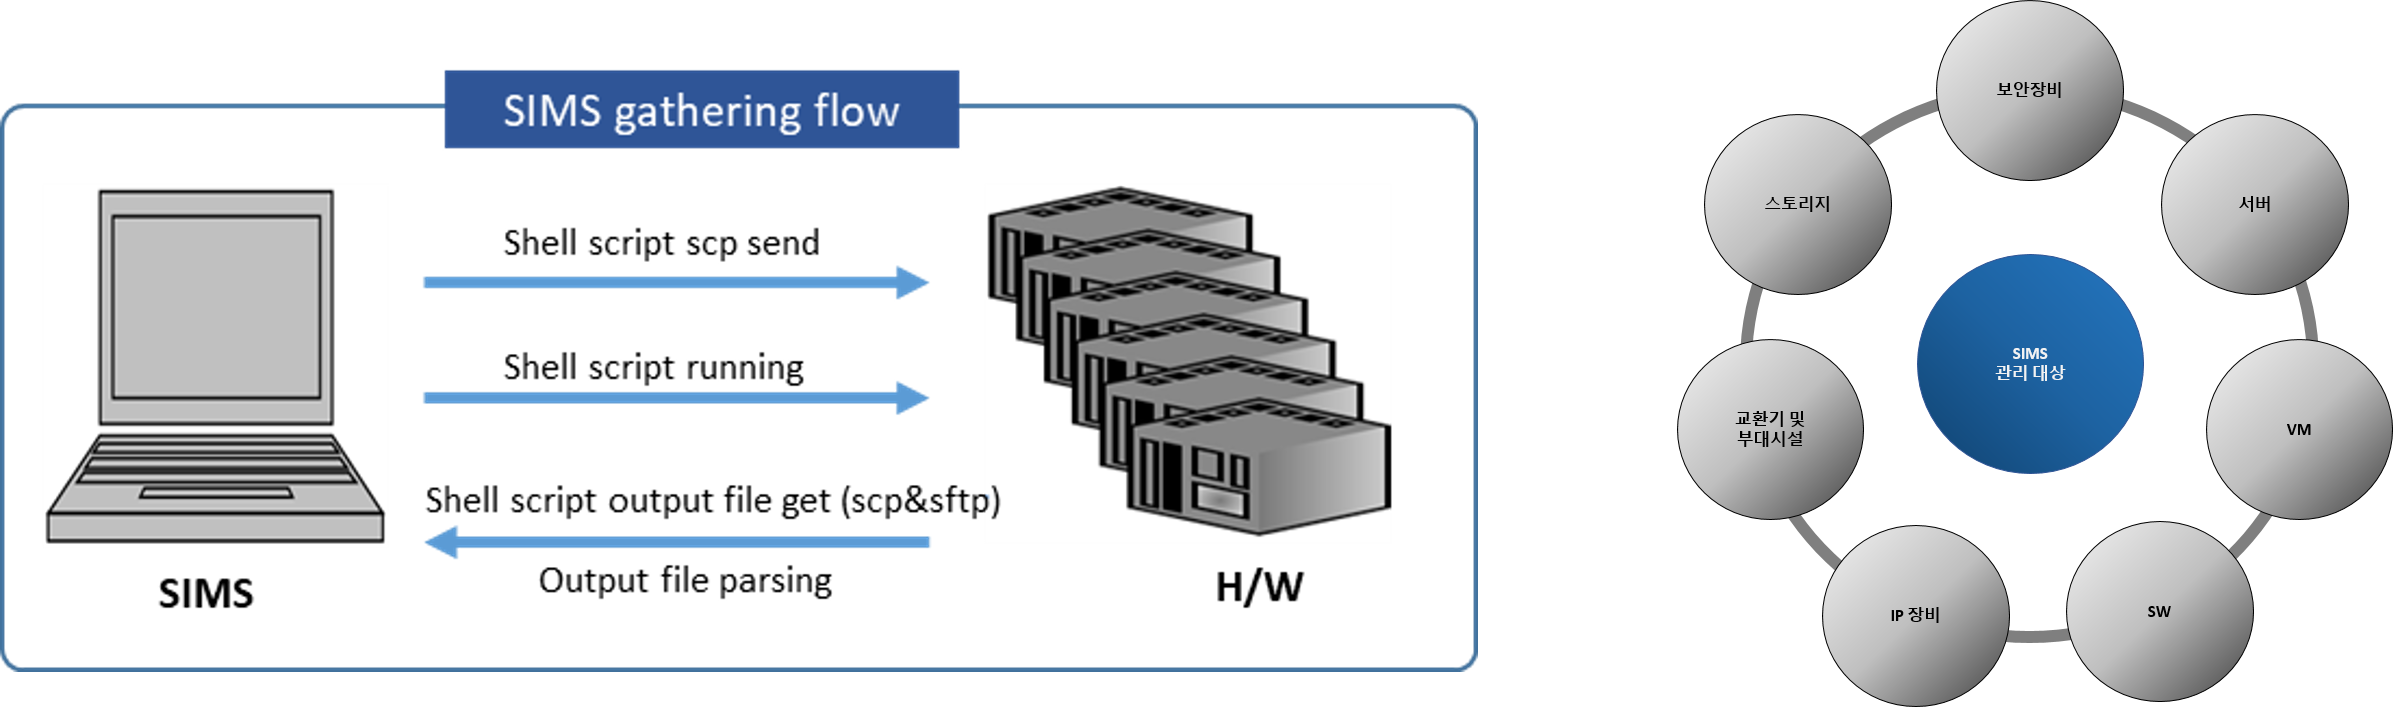 SIMS gathering flow
Shell script scp send
Shell script running
Shell script output file get (scp&sftp)
Output file parsing
SIMS
H/W
보안장비
서버
VM
SW
IP 장비
교환기 및
부대시설
스토리지
SIMS
관리 대상